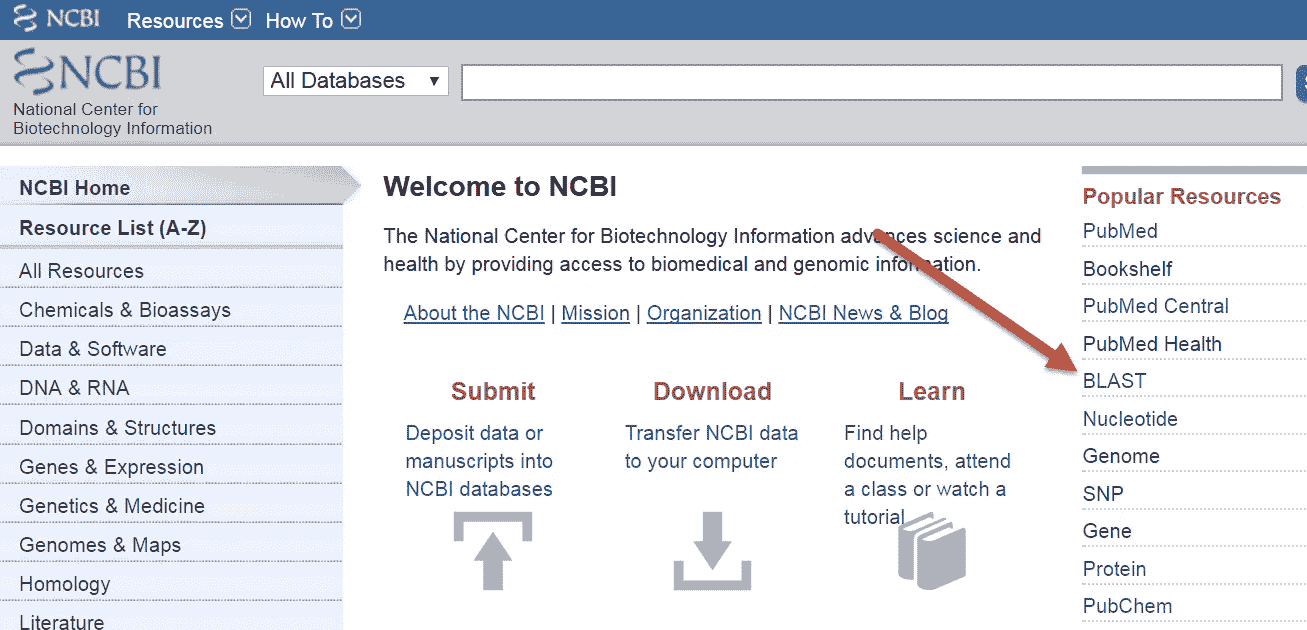 NCBI Resources How To
NCBI
National Center for
Biotechnology Information
All Databases
NCBI Home
Resource List (A-Z)
All Resources
Chemicals & Bioassays
Data & Software
DNA & RNA
Domains & Structures
Genes & Expression
Genetics & Medicine
Genomes & Maps
Homology
Literature
Welcome to NCBI
The National Center for Biotechnology Information advances science and
health by providing access to biomedical and genomic information.
About the NCBI | Mission | Organization | NCBI News & Blog
Submit
Deposit data or
manuscripts into
NCBI databases
Download
Transfer NCBI data
to your computer
Learn
Find help
documents, attend
a class or watch a
tutorial
Popular Resources
PubMed
Bookshelf
PubMed Central
PubMed Health
BLAST
Nucleotide
Genome
SNP
Gene
Protein
PubChem